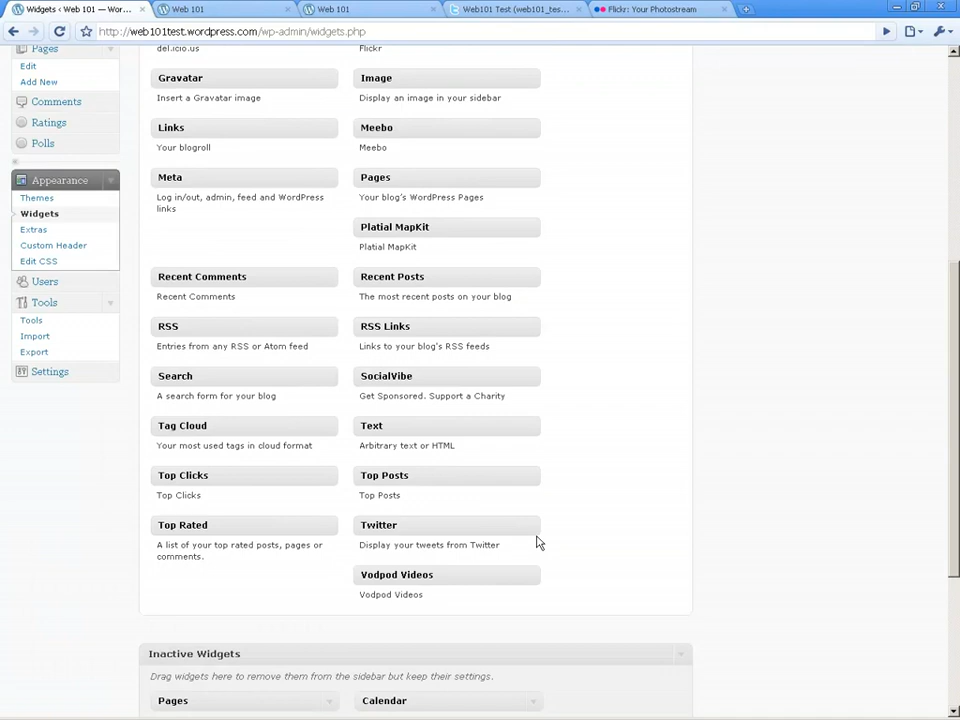 Widgets ‹ Web 101 — Wor...
Web 101
Web 101
Web101 Test (web101_tes...
Flickr: Your Photostream
http://web101test.wordpress.com/wp-admin/widgets.php
Pages
Edit
Add New
Comments
Ratings
Polls
Appearance
Themes
Widgets
Extras
Custom Header
Edit CSS
Users
Tools
Tools
Import
Export
Settings
del.icio.us
Flickr
Gravatar
Image
Insert a Gravatar image
Display an image in your sidebar
Links
Meebo
Your blogroll
Meebo
Meta
Pages
Log in/out, admin, feed and WordPress
links
Your blog's WordPress Pages
Platial MapKit
Platial MapKit
Recent Comments
Recent Posts
Recent Comments
The most recent posts on your blog
RSS
RSS Links
Entries from any RSS or Atom feed
Links to your blog's RSS feeds
Search
SocialVibe
A search form for your blog
Get Sponsored. Support a Charity
Tag Cloud
Text
Your most used tags in cloud format
Arbitrary text or HTML
Top Clicks
Top Posts
Top Clicks
Top Posts
Top Rated
Twitter
A list of your top rated posts, pages or
comments.
Display your tweets from Twitter
Vodpod Videos
Vodpod Videos
Inactive Widgets
Drag widgets here to remove them from the sidebar but keep their settings.
Pages
Calendar